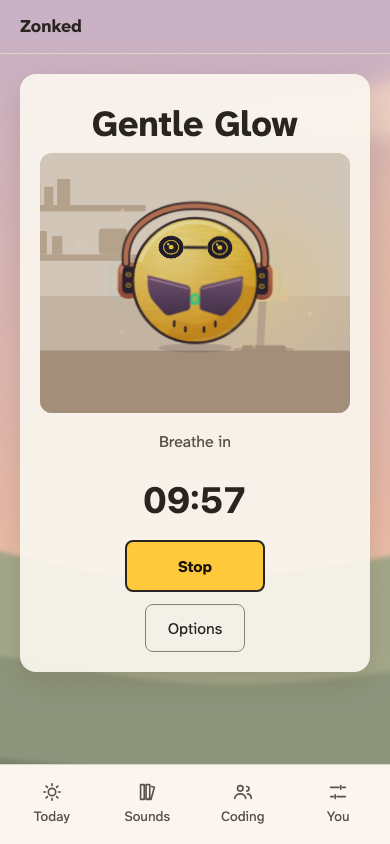 Zonked
Gentle Glow
Breathe in
09:57
Stop
Options
Today
Sounds
Coding
You